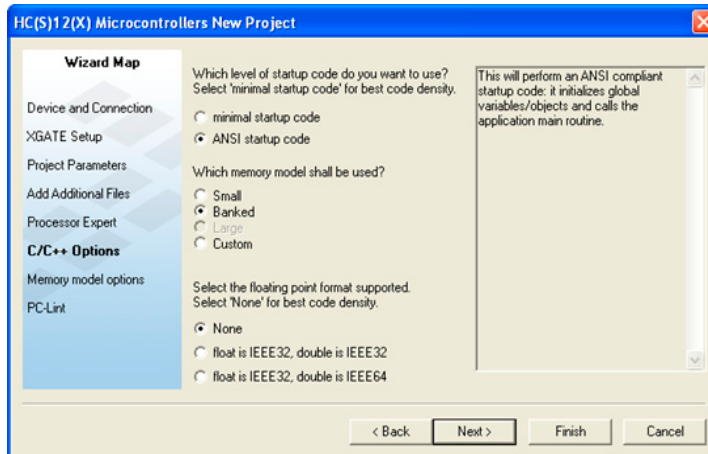 HC(S)12(X) Microcontrollers New Project
Wizard Map
Device and Connection
XGATE Setup
Project Parameters
Add Additional Files
Processor Expert
C/C++ Options
Memory model options
PC-Lint
Which level of startup code do you want to use?
Select 'minimal startup code' for best code density.
minimal startup code
ANSI startup code
Which memory model shall be used?
Small
Banked
Large
Custom
Select the floating point format supported.
Select 'None' for best code density.
None
float is IEEE32, double is IEEE32
float is IEEE32, double is IEEE64
This will perform an ANSI compliant
startup code: it initializes global
variables/objects and calls the
application main routine.
< Back
Next >
Finish
Cancel